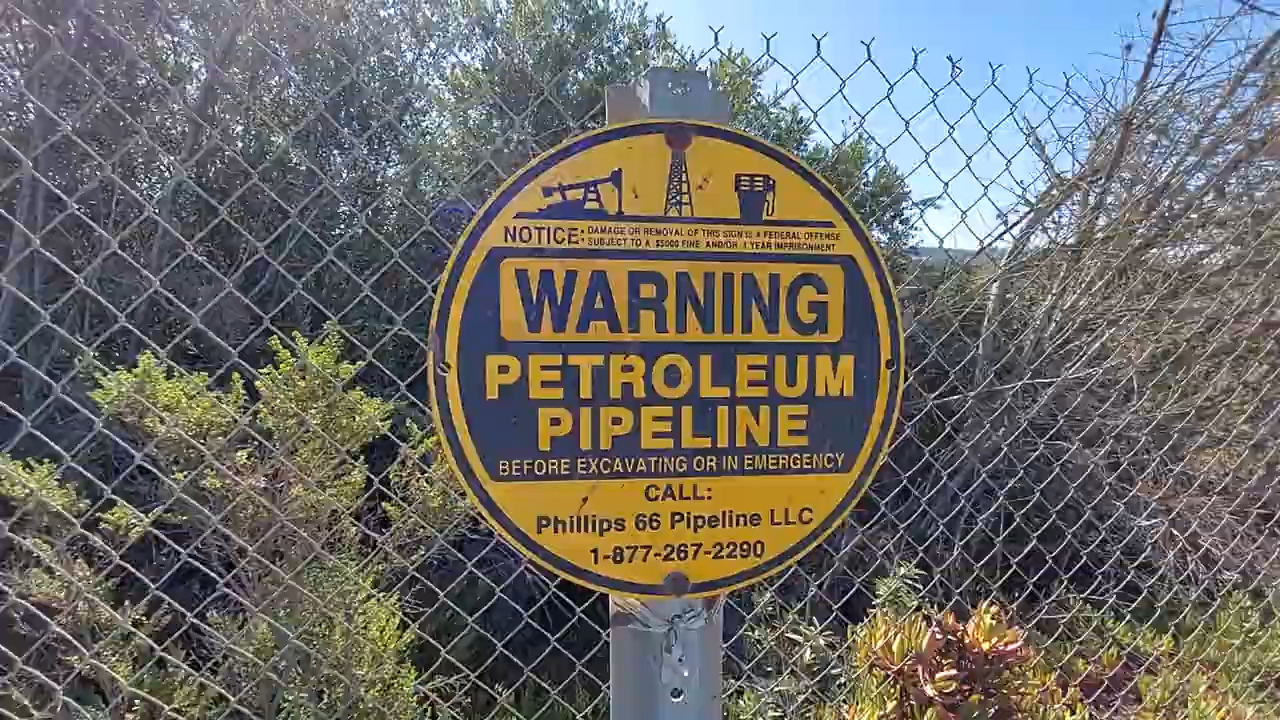 NOTICE: DAMAGE OR REMOVAL OF THIS SIGN IS A FEDERAL OFFENSE
SUBJECT TO A $5000 FINE AND/OR 1 YEAR IMPRISONMENT
WARNING
PETROLEUM
PIPELINE
BEFORE EXCAVATING OR IN EMERGENCY
CALL:
Phillips 66 Pipeline LLC
1-877-267-2290